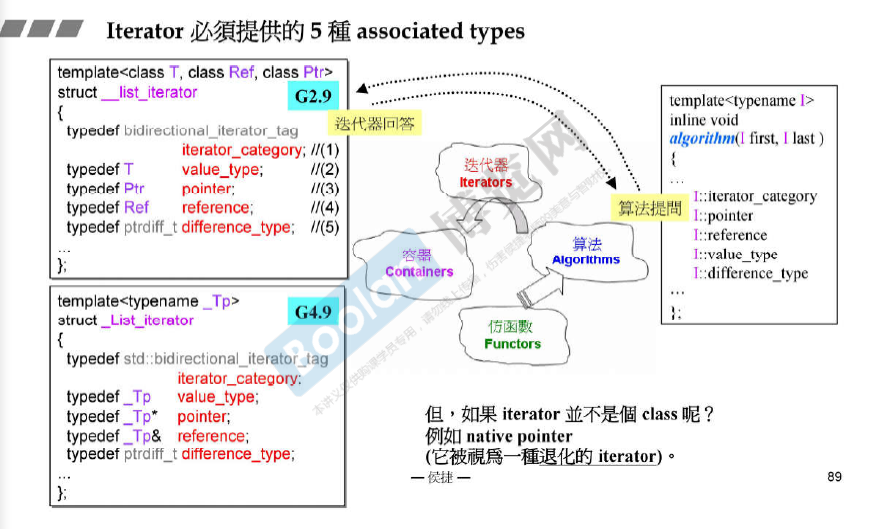 Iterator 必須提供的 5 種 associated types
template<class T, class Ref, class Ptr>
struct __list_iterator
G2.9
{
typedef bidirectional_iterator_tag
iterator_category; //(1)
typedef T value_type; //(2)
typedef Ptr pointer; //(3)
typedef Ref reference; //(4)
typedef ptrdiff_t difference_type; //(5)
...
};
template<typename _Tp>
struct _List_iterator
G4.9
{
typedef std::bidirectional_iterator_tag
iterator_category;
typedef _Tp value_type;
typedef _Tp* pointer;
typedef _Tp& reference;
typedef ptrdiff_t difference_type;
...
};
迭代器回答
迭代器
Iterators
容器
Containers
算法
Algorithms
仿函數
Functors
算法提問
template<typename I>
inline void
algorithm(I first, I last )
{
...
I::iterator_category
I::pointer
I::reference
I::value_type
I::difference_type
...
};
但，如果 iterator 並不是個 class 呢？
例如 native pointer
(它被視爲一種退化的 iterator)。
— 侯捷 —
89
Boolan 博览网